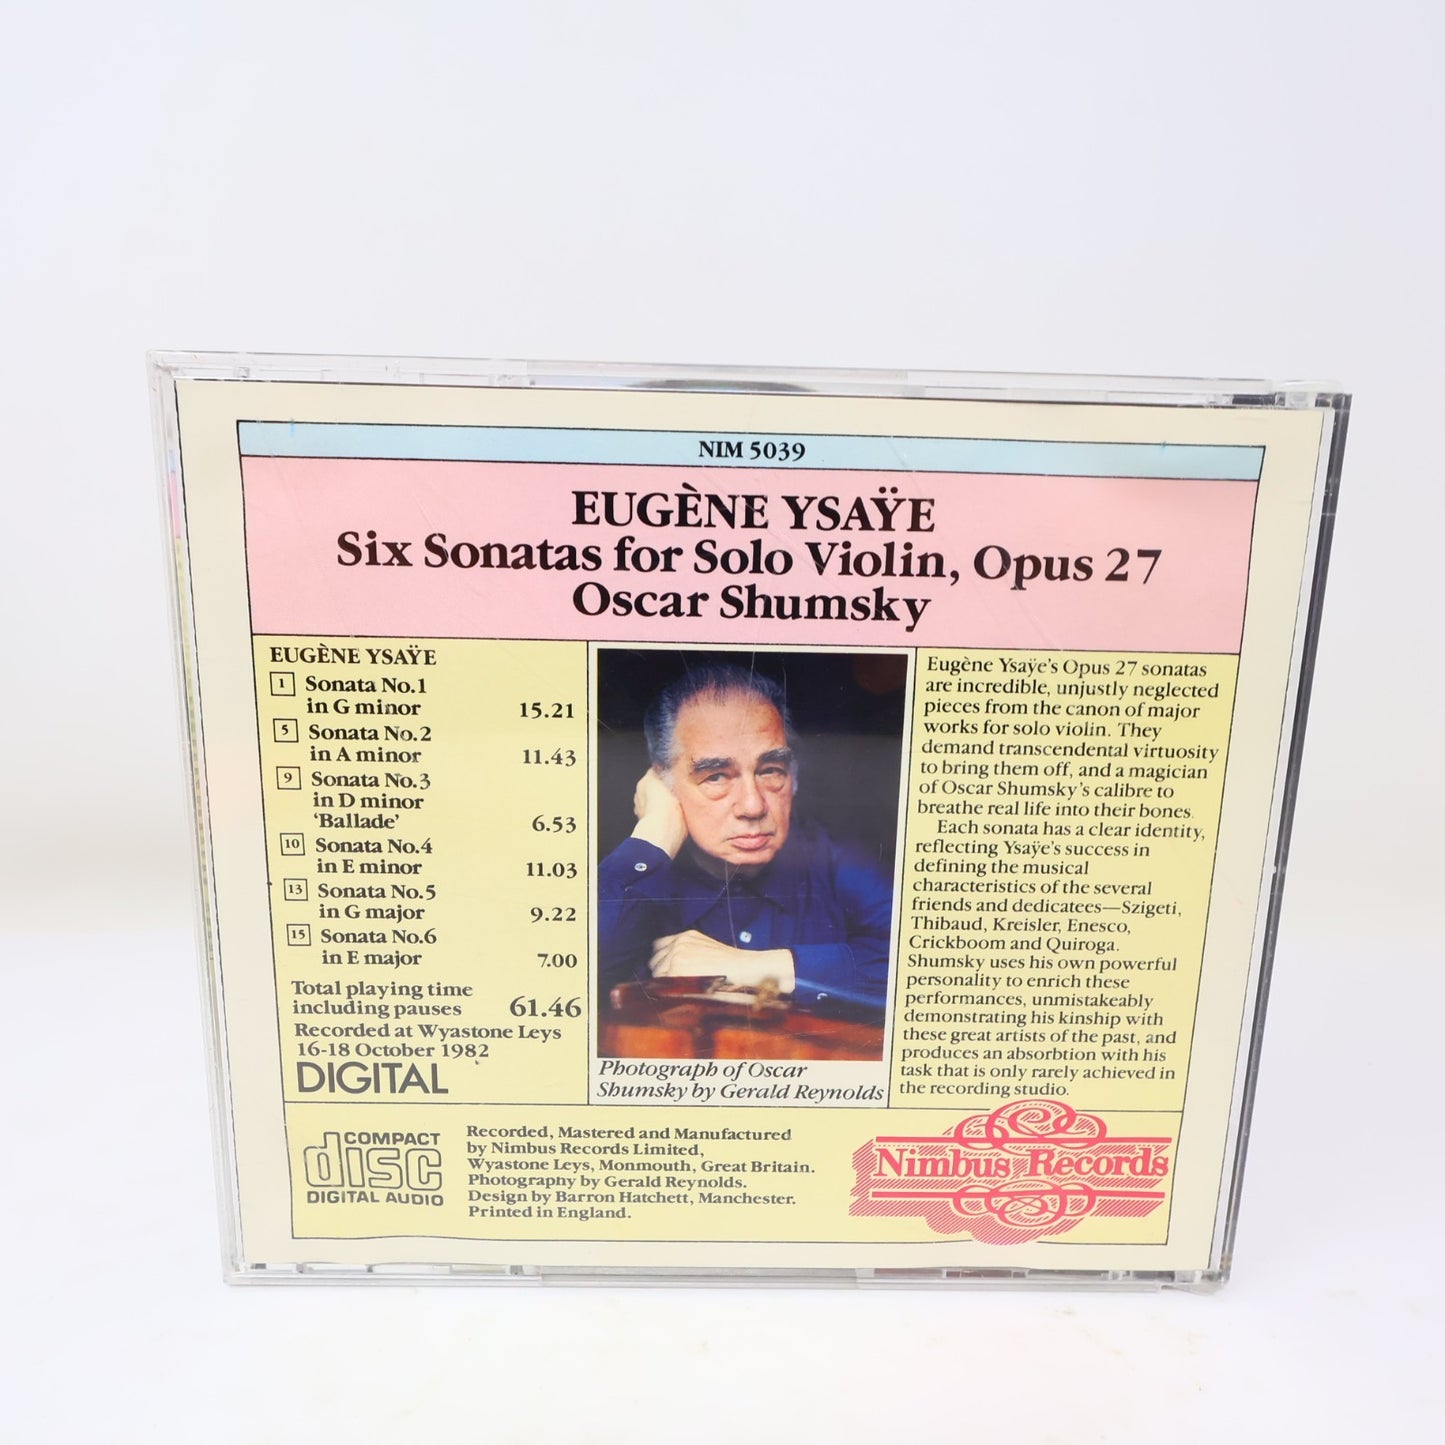 NIM 5039
EUGÈNE YSAŸE
Six Sonatas for Solo Violin, Opus 27
Oscar Shumsky
EUGÈNE YSAŸE
1 Sonata No.1
in G minor 15.21
5 Sonata No.2
in A minor 11.43
9 Sonata No.3
in D minor
‘Ballade’ 6.53
10 Sonata No.4
in E minor 11.03
13 Sonata No.5
in G major 9.22
15 Sonata No.6
in E major 7.00
Total playing time
including pauses 61.46
Recorded at Wyastone Leys
16-18 October 1982
DIGITAL
Photograph of Oscar
Shumsky by Gerald Reynolds
Eugène Ysaÿe's Opus 27 sonatas
are incredible, unjustly neglected
pieces from the canon of major
works for solo violin. They
demand transcendental virtuosity
to bring them off, and a magician
of Oscar Shumsky's calibre to
breathe real life into their bones.
Each sonata has a clear identity,
reflecting Ysaÿe's success in
defining the musical
characteristics of the several
friends and dedicatees—Szigeti,
Thibaud, Kreisler, Enesco,
Crickboom and Quiroga.
Shumsky uses his own powerful
personality to enrich these
performances, unmistakeably
demonstrating his kinship with
these great artists of the past, and
produces an absorbtion with his
task that is only rarely achieved in
the recording studio.
COMPACT
disc
DIGITAL AUDIO
Recorded, Mastered and Manufactured
by Nimbus Records Limited,
Wyastone Leys, Monmouth, Great Britain.
Photography by Gerald Reynolds.
Design by Barron Hatchett, Manchester.
Printed in England.
Nimbus Records